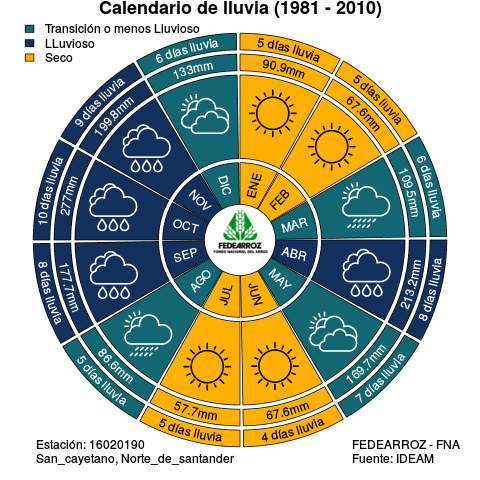 Calendario de lluvia (1981 - 2010)
Transición o menos Lluvioso
LLuvioso
Seco
5 días lluvia
90.9mm
ENE
5 días lluvia
67.6mm
FEB
6 días lluvia
109.5mm
MAR
8 días lluvia
213.2mm
ABR
7 días lluvia
169.7mm
MAY
4 días lluvia
67.6mm
JUN
5 días lluvia
57.7mm
JUL
5 días lluvia
86.6mm
AGO
8 días lluvia
177.7mm
SEP
10 días lluvia
277mm
OCT
9 días lluvia
199.8mm
NOV
6 días lluvia
133mm
DIC
FEDEARROZ
FONDO NACIONAL DEL ARROZ
Estación: 16020190
San_cayetano, Norte_de_santander
FEDEARROZ - FNA
Fuente: IDEAM